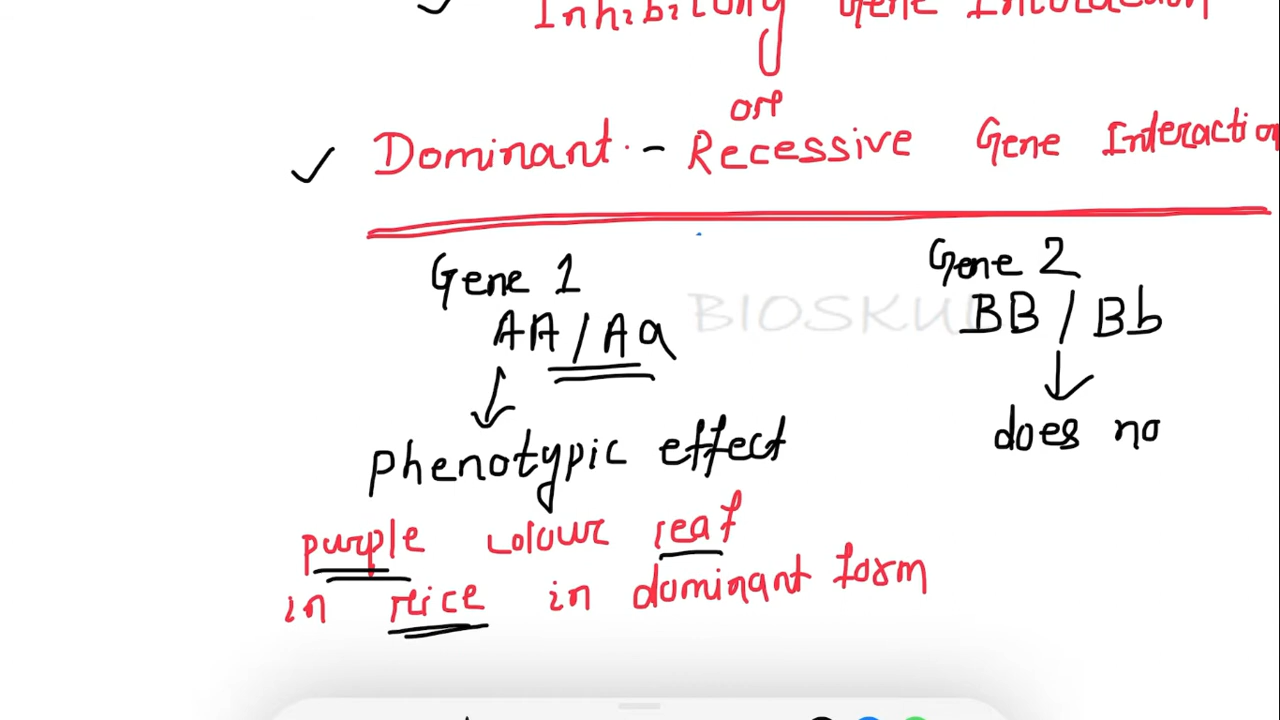 Inhibitory Gene Interaction
or
Dominant - Recessive Gene Interaction
Gene 1
AA / Aa
Phenotypic effect
purple colour leaf
in rice in dominant form
Gene 2
BB / Bb
does no
BIOSKU